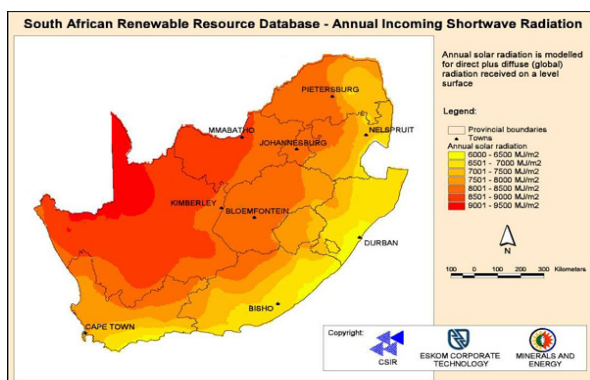 South African Renewable Resource Database - Annual Incoming Shortwave Radiation
Annual solar radiation is modelled
for direct plus diffuse (global)
radiation received on a level
surface
Legend:
Provincial boundaries
Towns
Annual solar radiation
6000 - 6500 MJ/m2
6501 - 7000 MJ/m2
7001 - 7500 MJ/m2
7501 - 8000 MJ/m2
8001 - 8500 MJ/m2
8501 - 9000 MJ/m2
9001 - 9500 MJ/m2
N
100 0 100 200 300 Kilometers
PIETERSBURG
MMABATHO
NELSPRUIT
JOHANNESBURG
KIMBERLEY
BLOEMFONTEIN
DURBAN
BISHO
CAPE TOWN
Copyright:
CSIR
ESKOM CORPORATE
TECHNOLOGY
MINERALS AND
ENERGY